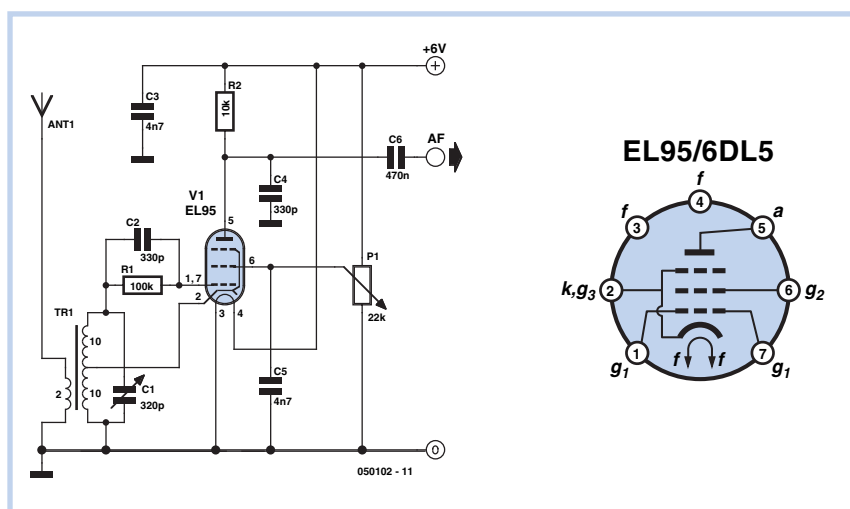 +6V
R2
10k
C3
4n7
ANT1
C6
470n
AF
C4
330p
V1
EL95
5
C2
330p
R1
100k
1, 7
2
6
3
4
P1
22k
TR1
10
10
2
C1
320p
C5
4n7
0
050102 - 11
EL95/6DL5
f
4
f
3
a
5
k,g3
2
6
g2
1
g1
f
f
7
g1